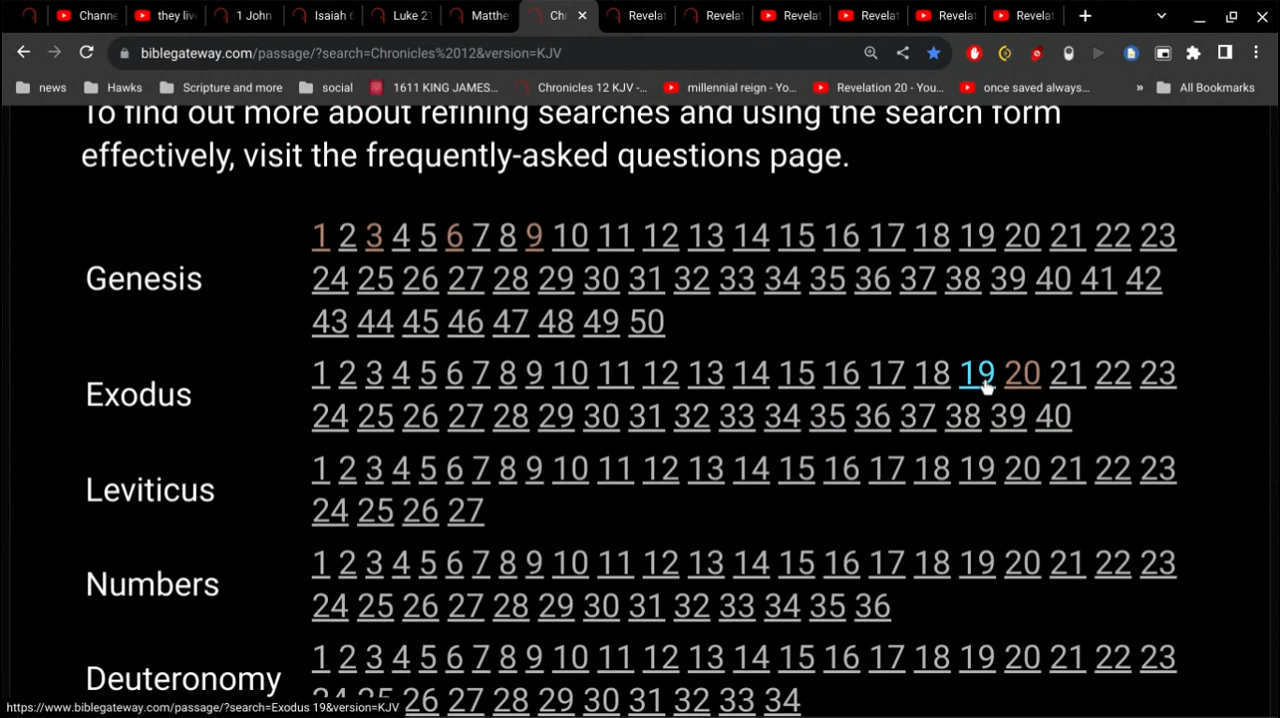 Channe
they live
1 John
Isaiah 6
Luke 21
Matthe
Ch
Revelat
Revelat
Revelat
Revelat
Revelat
Revelat
biblegateway.com/passage/?search=Chronicles%2012&version=KJV
news
Hawks
Scripture and more
social
1611 KING JAMES...
Chronicles 12 KJV -...
millennial reign - Yo...
Revelation 20 - You...
once saved always...
»
All Bookmarks
To find out more about refining searches and using the search form
effectively, visit the frequently-asked questions page.
Genesis
1 2 3 4 5 6 7 8 9 10 11 12 13 14 15 16 17 18 19 20 21 22 23
24 25 26 27 28 29 30 31 32 33 34 35 36 37 38 39 40 41 42
43 44 45 46 47 48 49 50
Exodus
1 2 3 4 5 6 7 8 9 10 11 12 13 14 15 16 17 18 19 20 21 22 23
24 25 26 27 28 29 30 31 32 33 34 35 36 37 38 39 40
Leviticus
1 2 3 4 5 6 7 8 9 10 11 12 13 14 15 16 17 18 19 20 21 22 23
24 25 26 27
Numbers
1 2 3 4 5 6 7 8 9 10 11 12 13 14 15 16 17 18 19 20 21 22 23
24 25 26 27 28 29 30 31 32 33 34 35 36
Deuteronomy
1 2 3 4 5 6 7 8 9 10 11 12 13 14 15 16 17 18 19 20 21 22 23
24 25 26 27 28 29 30 31 32 33 34
https://www.biblegateway.com/passage/?search=Exodus 19&version=KJV